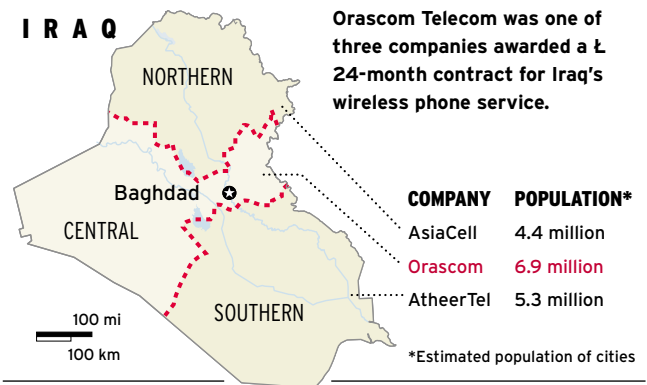 IRAQ
Orascom Telecom was one of
three companies awarded a Ł
24-month contract for Iraq's
wireless phone service.
NORTHERN
Baghdad
CENTRAL
SOUTHERN
COMPANY POPULATION*
AsiaCell 4.4 million
Orascom 6.9 million
AtheerTel 5.3 million
100 mi
100 km
*Estimated population of cities